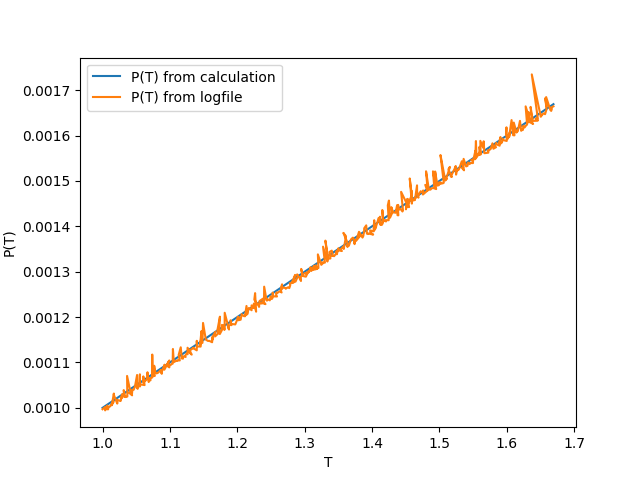 P(T) from calculation
P(T) from logfile
P(T)
0.0017
0.0016
0.0015
0.0014
0.0013
0.0012
0.0011
0.0010
1.0 1.1 1.2 1.3 1.4 1.5 1.6 1.7
T